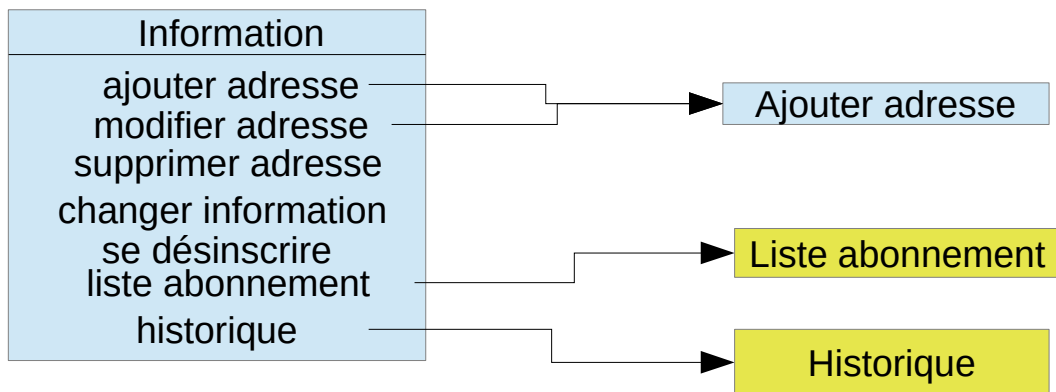 Information
ajouter adresse
modifier adresse
supprimer adresse
changer information
se désinscrire
liste abonnement
historique
Ajouter adresse
Liste abonnement
Historique